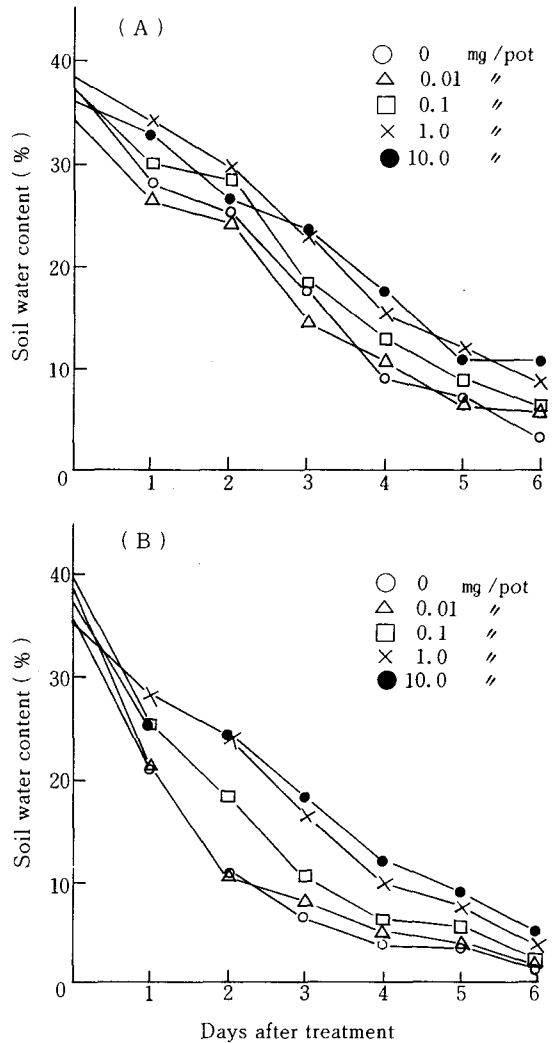 ( A )
0 mg/pot
0.01 〃
0.1 〃
1.0 〃
10.0 〃
Soil water content ( % )
40
30
20
10
0
1 2 3 4 5 6
( B )
0 mg/pot
0.01 〃
0.1 〃
1.0 〃
10.0 〃
Soil water content ( % )
40
30
20
10
0
1 2 3 4 5 6
Days after treatment